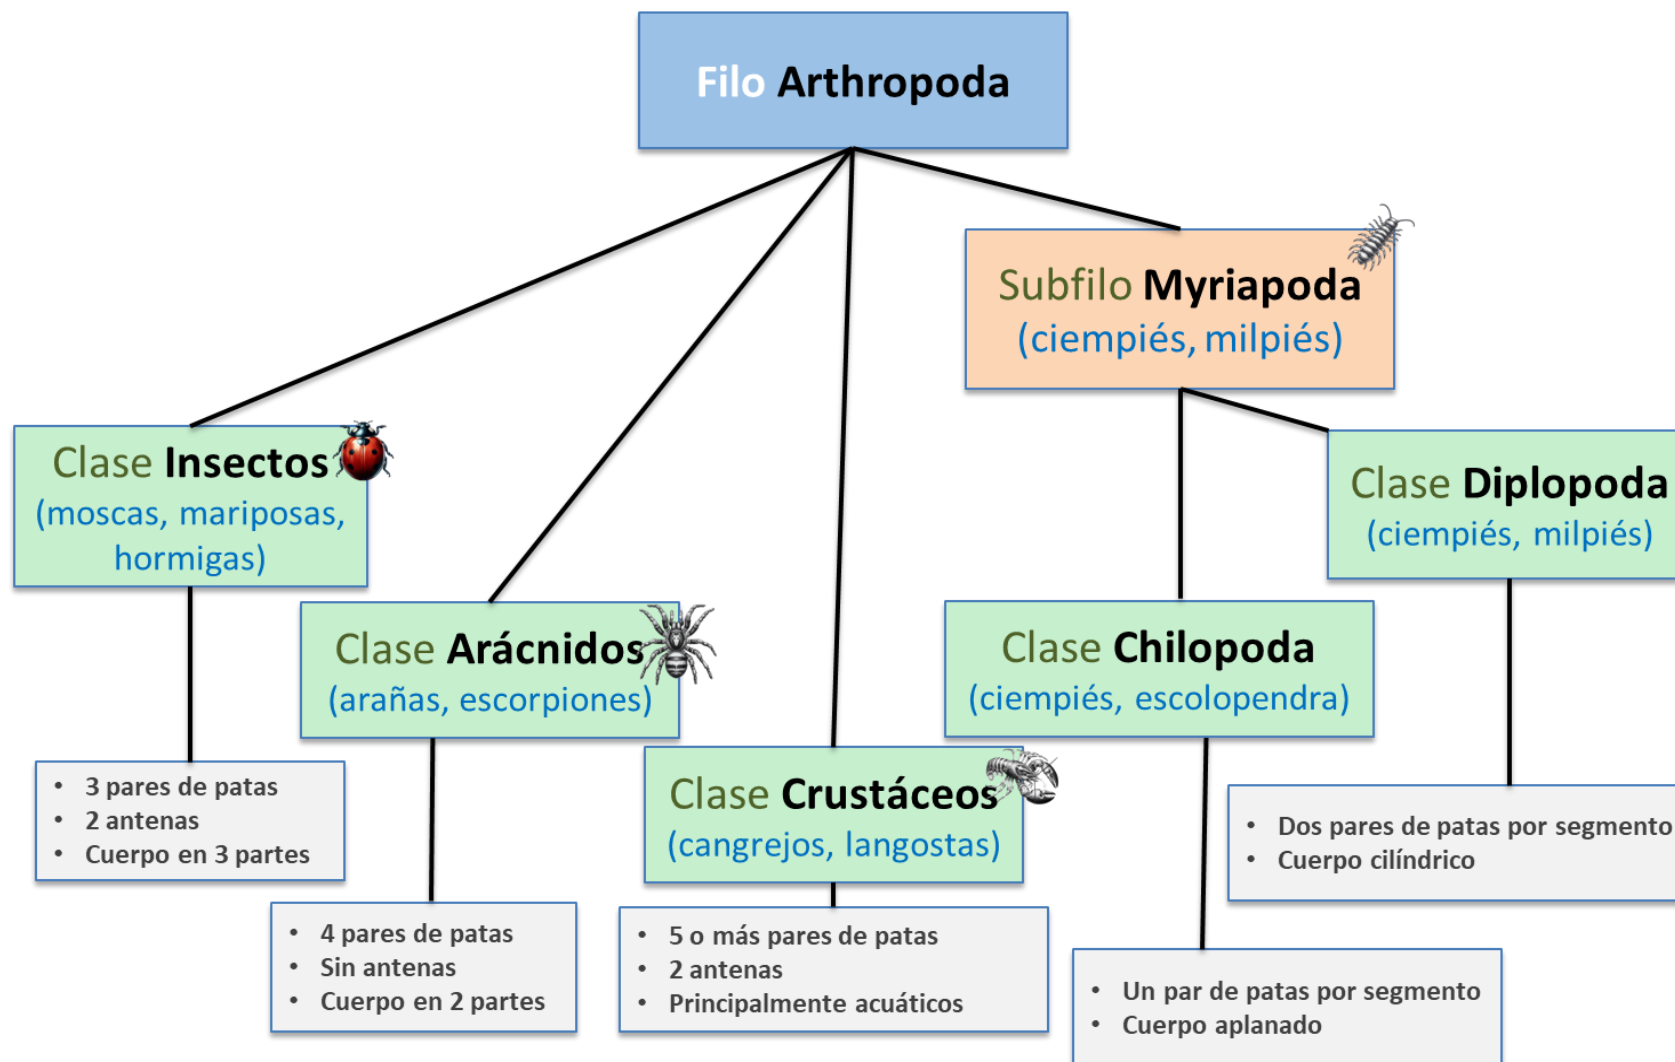 Filo Arthropoda
Subfilo Myriapoda
(ciempiés, milpiés)
Clase Insectos
(moscas, mariposas,
hormigas)
Clase Diplopoda
(ciempiés, milpiés)
Clase Arácnidos
(arañas, escorpiones)
Clase Chilopoda
(ciempiés, escolopendra)
Clase Crustáceos
(cangrejos, langostas)
• 3 pares de patas
• 2 antenas
• Cuerpo en 3 partes
• Dos pares de patas por segmento
• Cuerpo cilíndrico
• 4 pares de patas
• Sin antenas
• Cuerpo en 2 partes
• 5 o más pares de patas
• 2 antenas
• Principalmente acuáticos
• Un par de patas por segmento
• Cuerpo aplanado